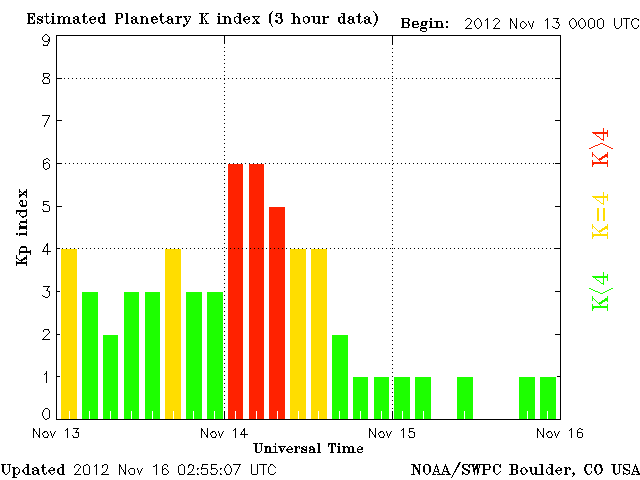 Estimated Planetary K index (3 hour data) Begin: 2012 Nov 13 0000 UTC
9
8
7
6
5
4
3
2
1
0
Kp index
K>4
K=4
K<4
Nov 13 Nov 14 Nov 15 Nov 16
Universal Time
Updated 2012 Nov 16 02:55:07 UTC NOAA/SWPC Boulder, CO USA